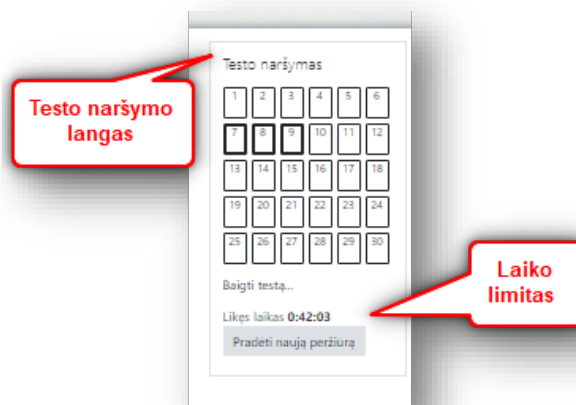 Testo naršymas
1 2 3 4 5 6
7 8 9 10 11 12
13 14 15 16 17 18
19 20 21 22 23 24
25 26 27 28 29 30
Baigti testą...
Likęs laikas 0:42:03
Pradėti naują peržiūrą
Testo naršymo
langas
Laiko
limitas